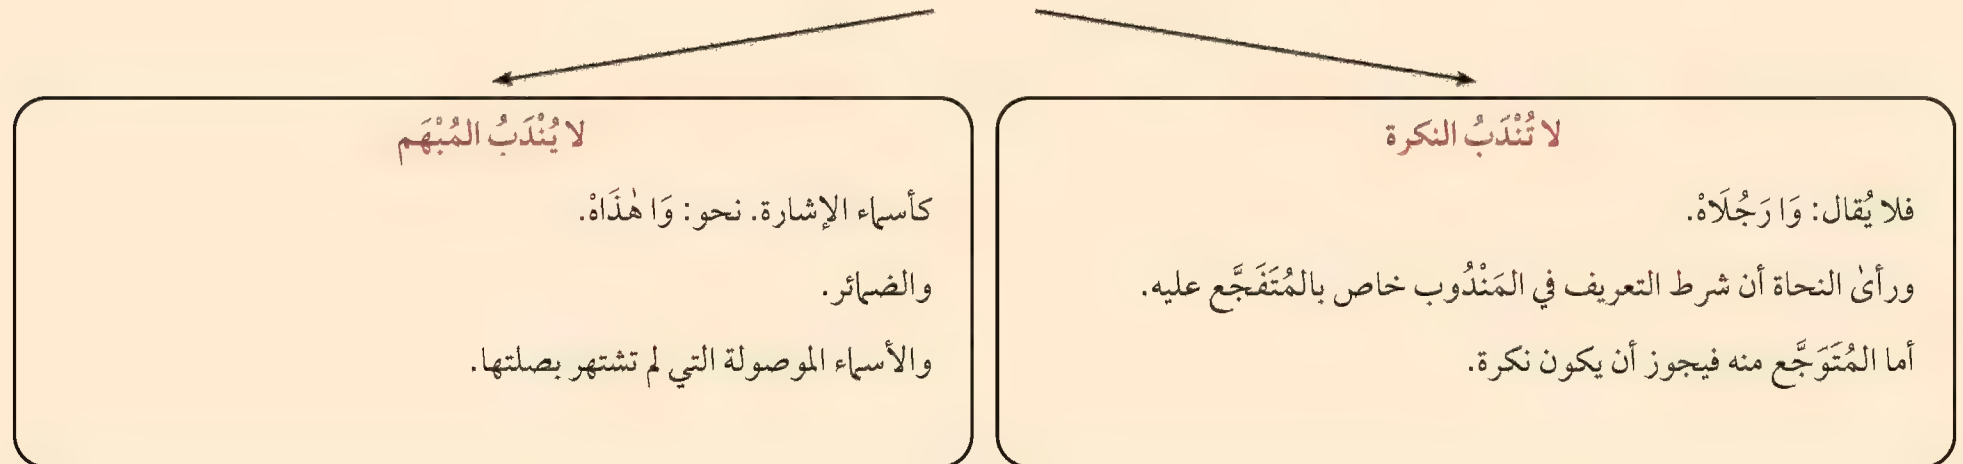 لا تُنْدَبُ النكرة
فلا يُقال: وَا رَجُلَاهْ.
ورأىٰ النحاة أن شرط التعريف في المَنْدُوب خاص بالمُتَفَجَّع عليه.
أما المُتَوَجَّع منه فيجوز أن يكون نكرة.
لا يُنْدَبُ المُبْهَم
كأسماء الإشارة. نحو: وَا هٰذَاهْ.
والضمائر.
والأسماء الموصولة التي لم تشتهر بصلتها.